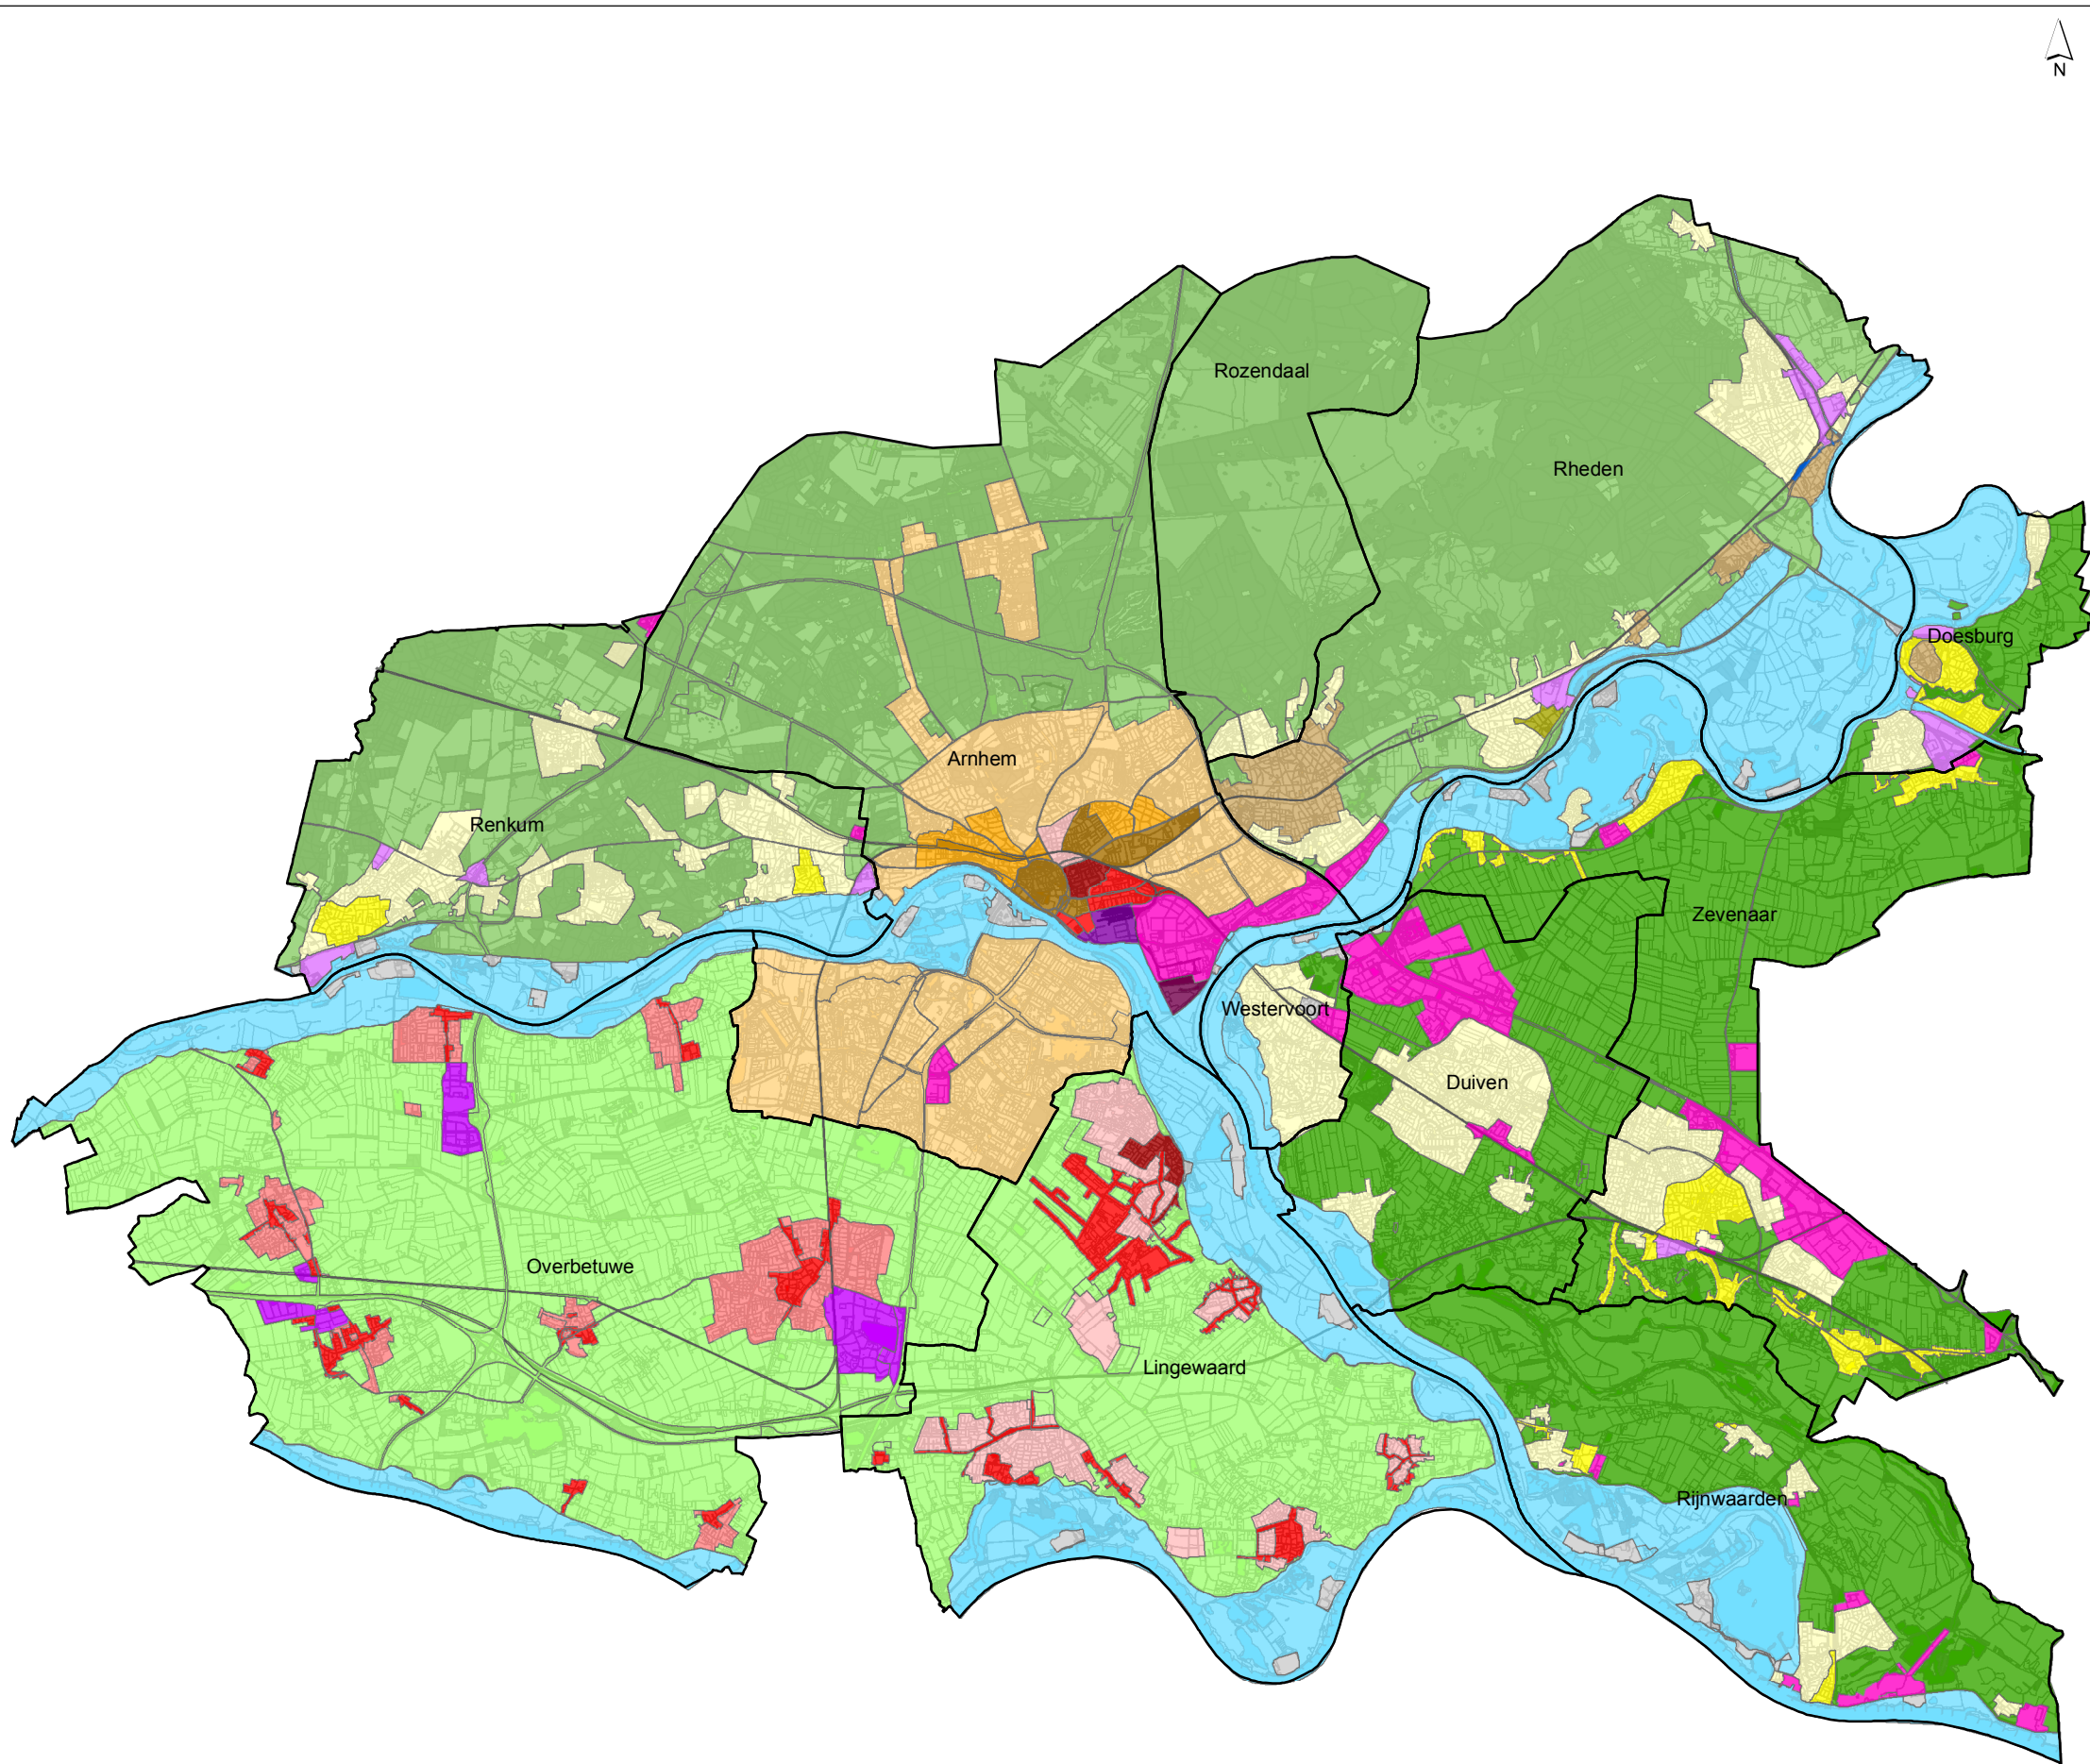 N
Rozendaal
Rheden
Doesburg
Arnhem
Renkum
Zevenaar
Westervoort
Duiven
Overbetuwe
Lingewaard
Rijnwaarden